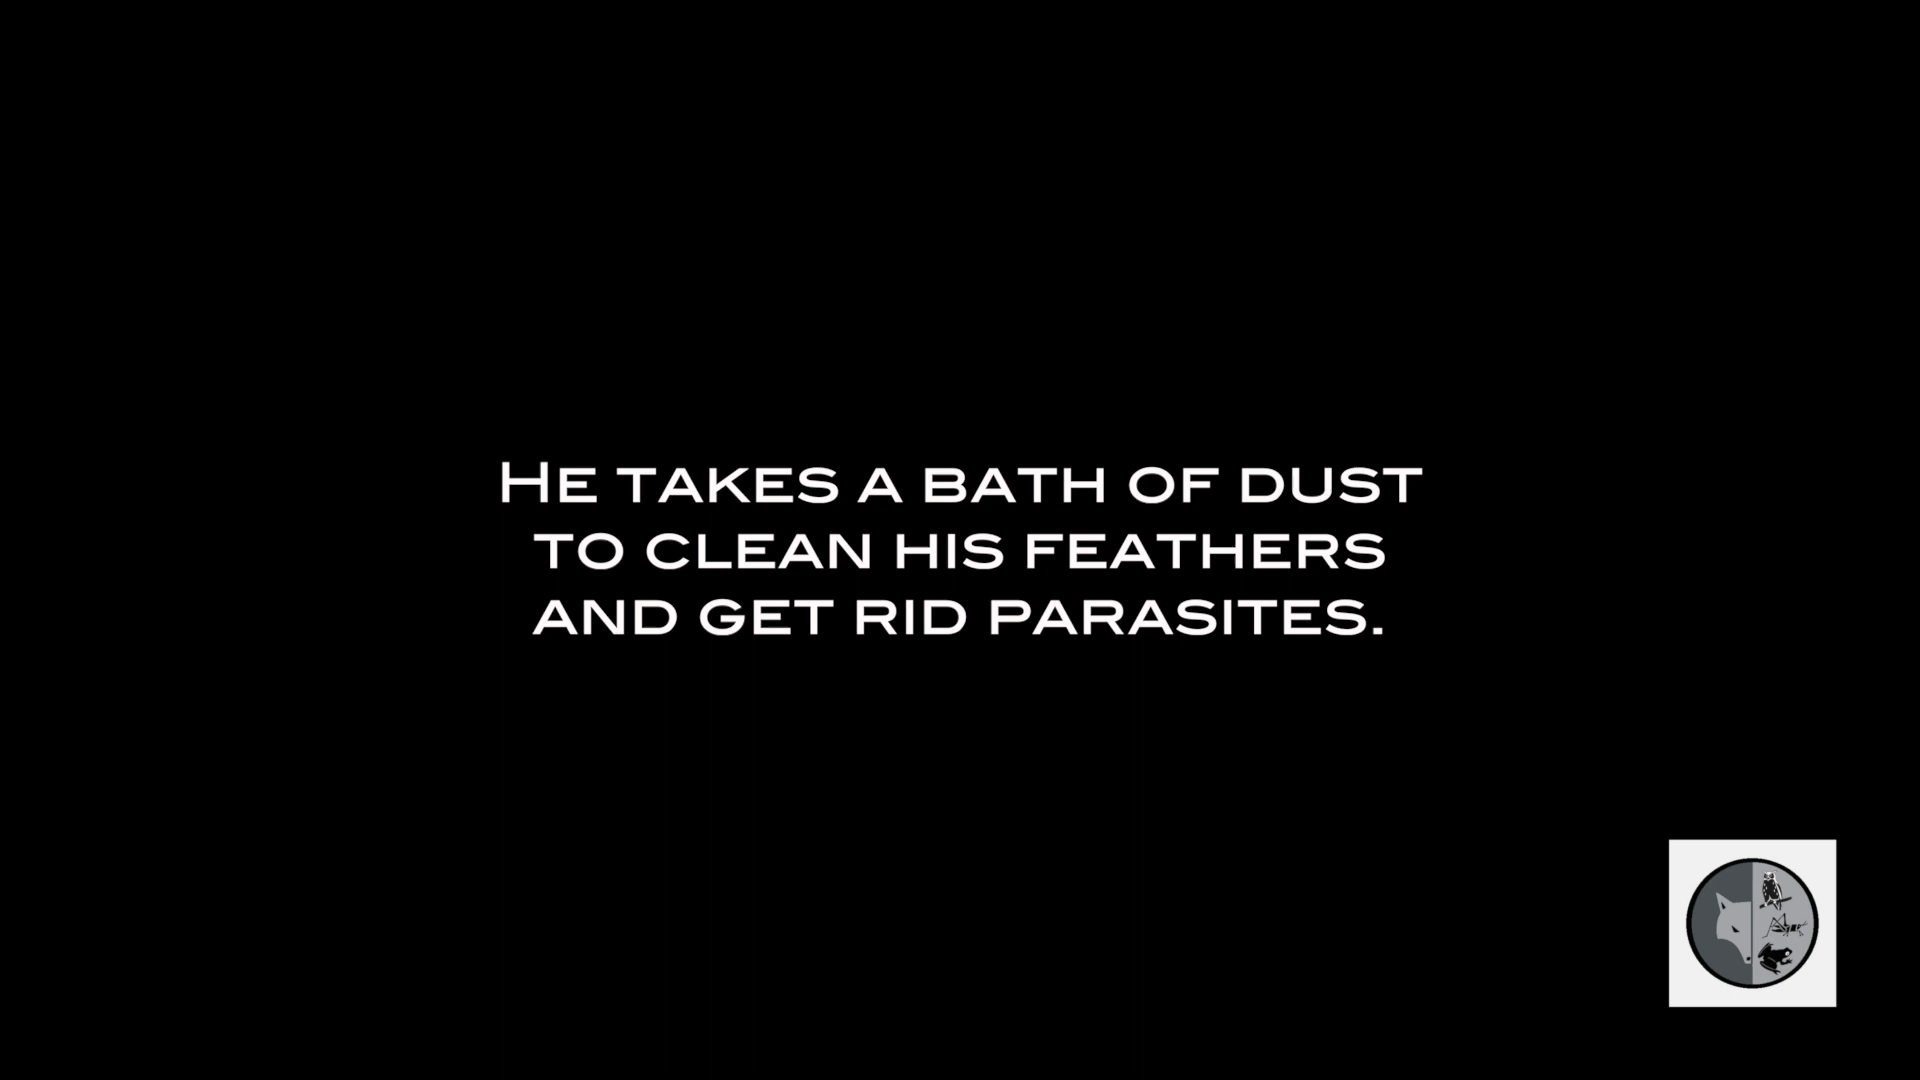 He takes a bath of dust
to clean his feathers
and get rid parasites.